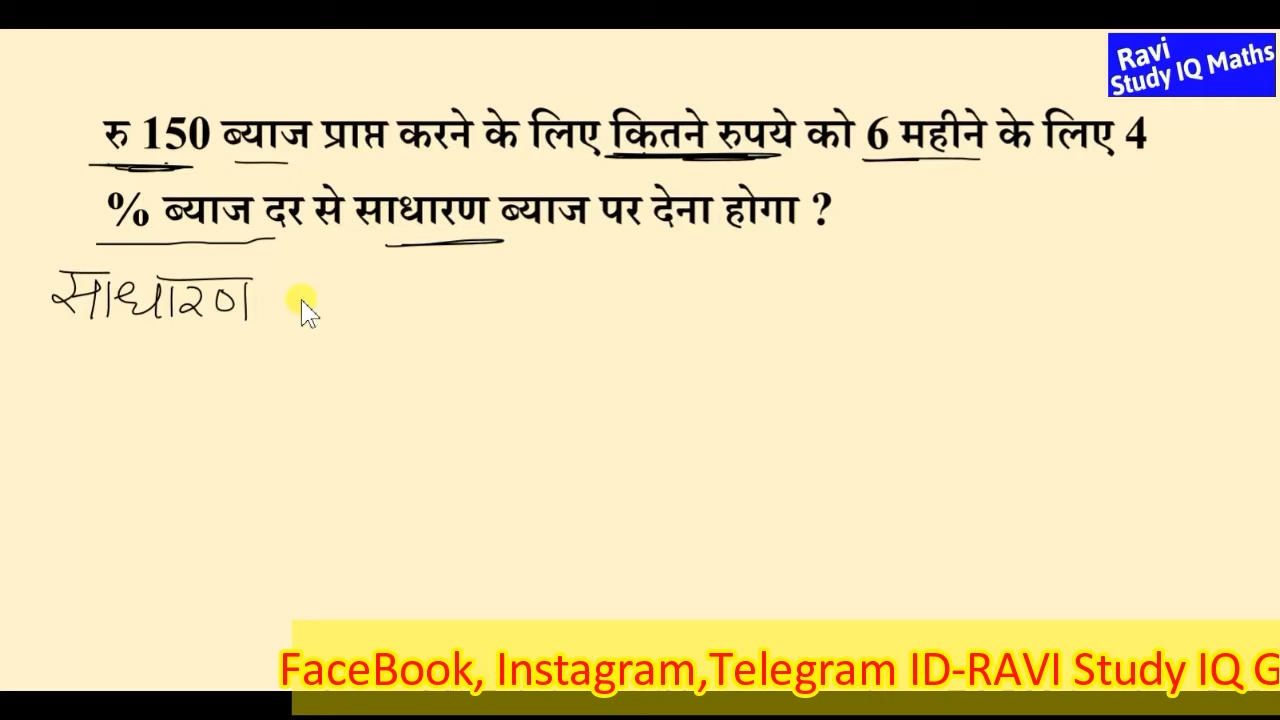 Ravi
Study IQ Maths
रु 150 ब्याज प्राप्त करने के लिए कितने रुपये को 6 महीने के लिए 4
% ब्याज दर से साधारण ब्याज पर देना होगा ?
साधारण
FaceBook, Instagram,Telegram ID-RAVI Study IQ G